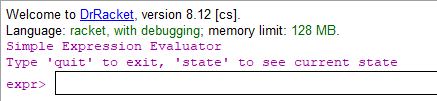 Welcome to DrRacket, version 8.12 [cs].
Language: racket, with debugging; memory limit: 128 MB.
Simple Expression Evaluator
Type 'quit' to exit, 'state' to see current state
expr>